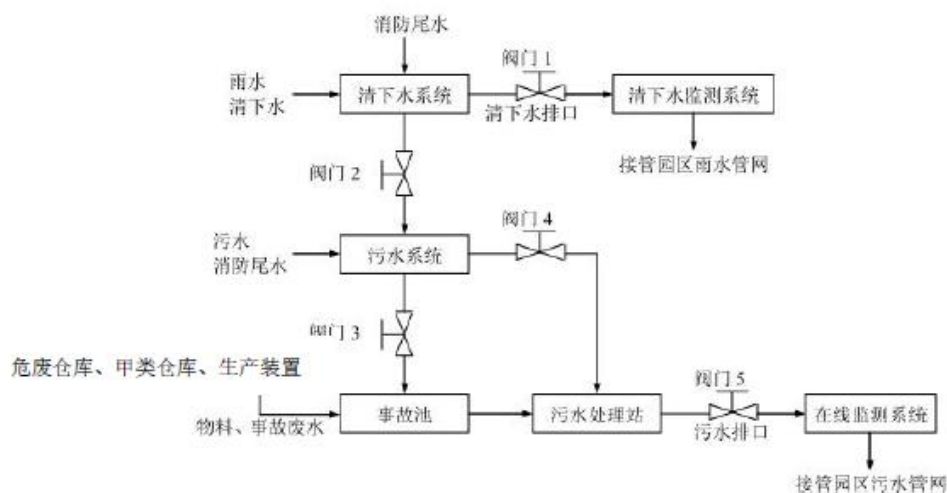 消防尾水
阀门 1
雨水
清下水
清下水系统
清下水排口
清下水监测系统
接管园区雨水管网
阀门 2
阀门 4
污水
消防尾水
污水系统
阀门 3
危废仓库、甲类仓库、生产装置
阀门 5
物料、事故废水
事故池
污水处理站
污水排口
在线监测系统
接管园区污水管网